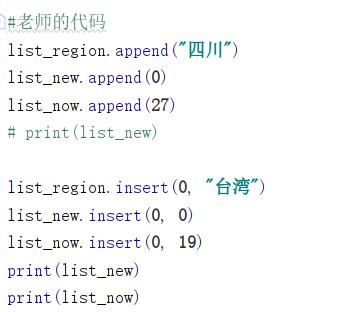 #老师的代码
list_region.append("四川")
list_new.append(0)
list_now.append(27)
# print(list_new)
list_region.insert(0, "台湾")
list_new.insert(0, 0)
list_now.insert(0, 19)
print(list_new)
print(list_now)